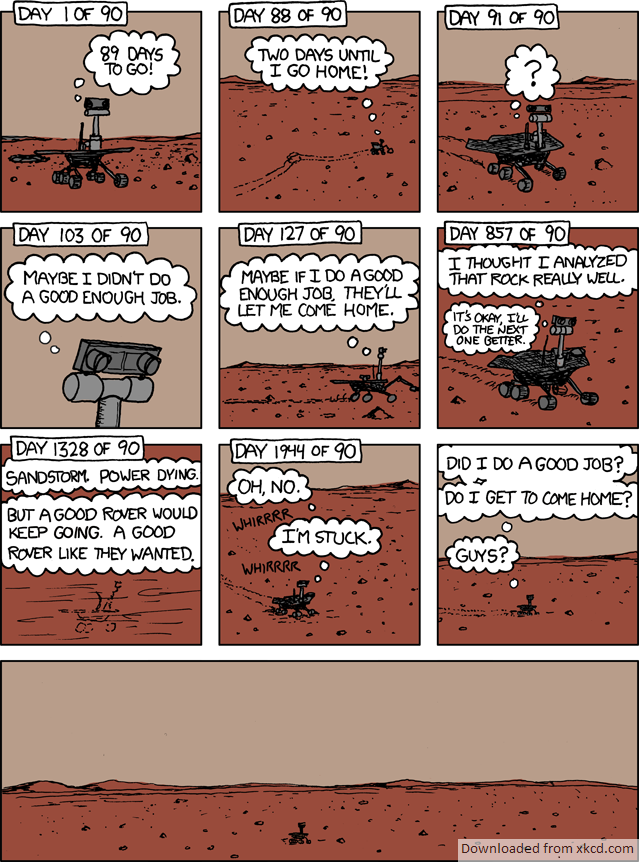 DAY 1 OF 90
89 DAYS
TO GO!
DAY 88 OF 90
TWO DAYS UNTIL
I GO HOME!
DAY 91 OF 90
?
DAY 103 OF 90
MAYBE I DIDN'T DO
A GOOD ENOUGH JOB.
DAY 127 OF 90
MAYBE IF I DO A GOOD
ENOUGH JOB, THEY'LL
LET ME COME HOME.
DAY 857 OF 90
I THOUGHT I ANALYZED
THAT ROCK REALLY WELL.
IT'S OKAY, I'LL
DO THE NEXT
ONE BETTER.
DAY 1328 OF 90
SANDSTORM. POWER DYING.
BUT A GOOD ROVER WOULD
KEEP GOING. A GOOD
ROVER LIKE THEY WANTED.
DAY 1944 OF 90
OH, NO.
WHIRRRR
I'M STUCK.
WHIRRRR
DID I DO A GOOD JOB?
DO I GET TO COME HOME?
GUYS?
Downloaded from xkcd.com